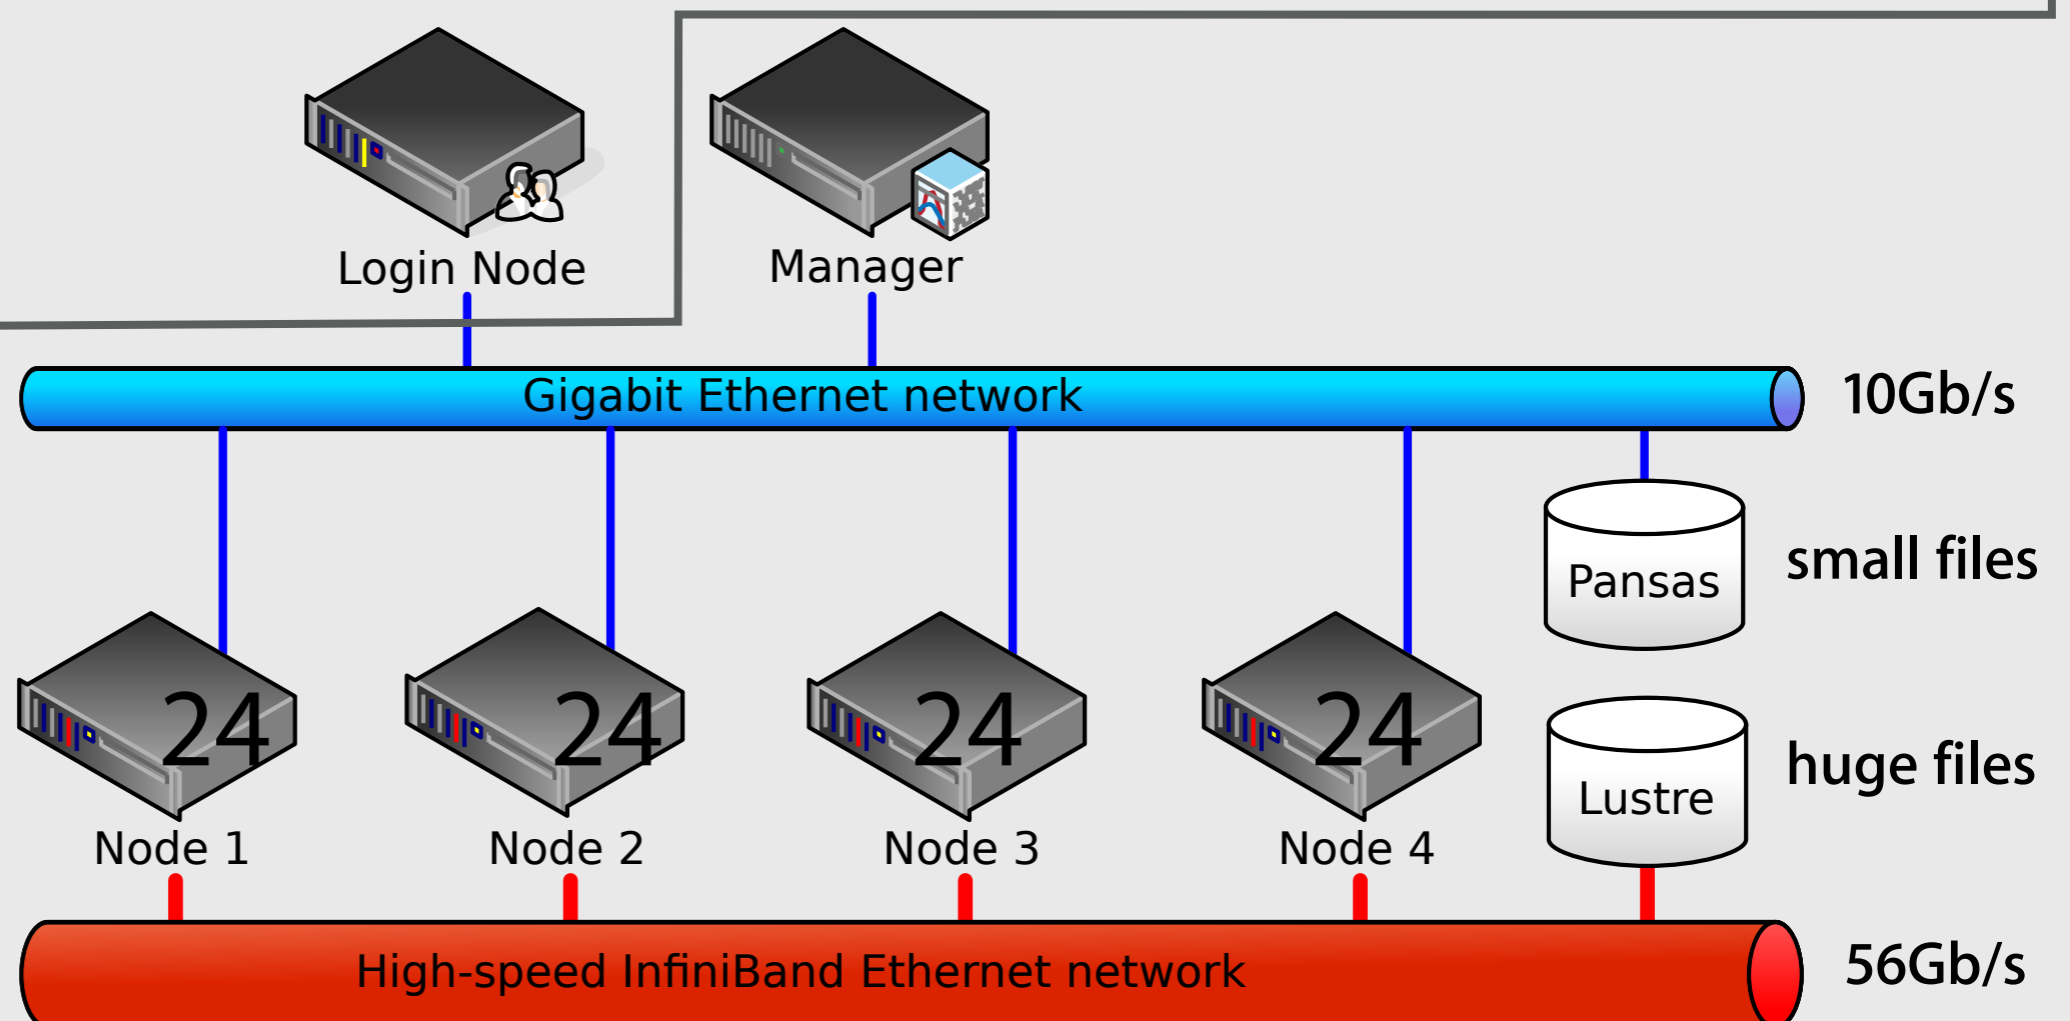 Login Node
Manager
Gigabit Ethernet network
10Gb/s
Pansas
small files
24
24
24
24
Lustre
huge files
Node 1
Node 2
Node 3
Node 4
High-speed InfiniBand Ethernet network
56Gb/s